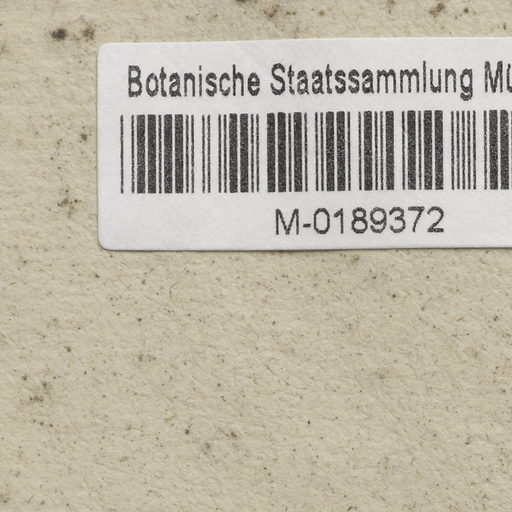 Botanische Staatssammlung Mü
M-0189372